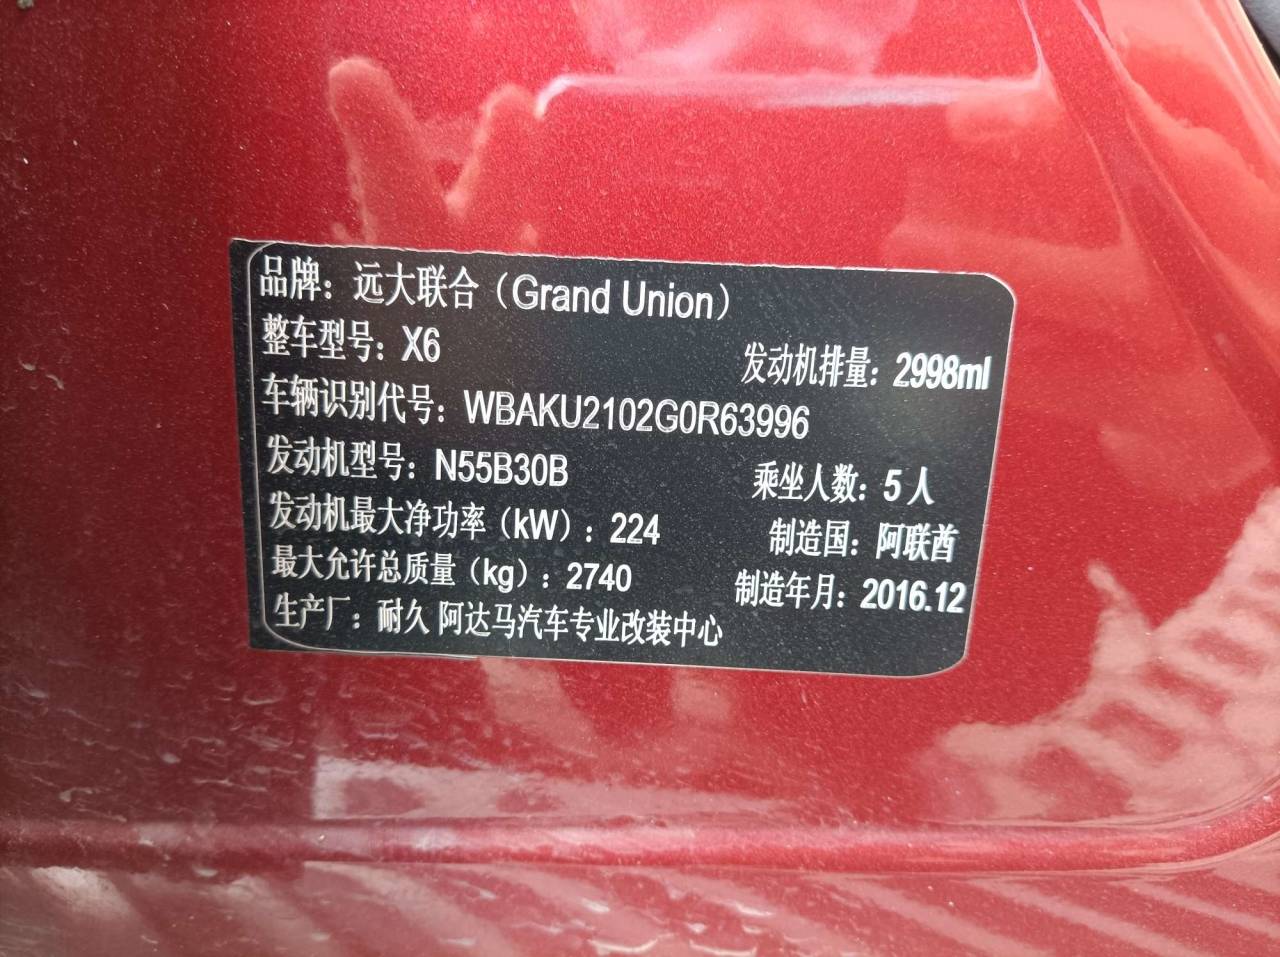 品牌：远大联合（Grand Union）
整车型号：X6 发动机排量：2998ml
车辆识别代号：WBAKU2102G0R63996
发动机型号：N55B30B 乘坐人数：5人
发动机最大净功率（kW）：224 制造国：阿联酋
最大允许总质量（kg）：2740 制造年月：2016.12
生产厂：耐久 阿达马汽车专业改装中心